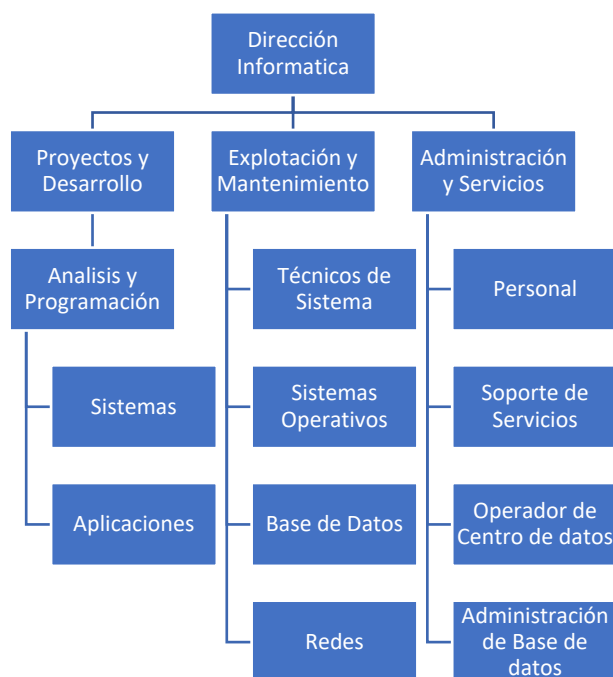 Dirección
Informatica
Proyectos y
Desarrollo
Explotación y
Mantenimiento
Administración
y Servicios
Analisis y
Programación
Técnicos de
Sistema
Personal
Sistemas
Sistemas
Operativos
Soporte de
Servicios
Aplicaciones
Base de Datos
Operador de
Centro de datos
Redes
Administración
de Base de
datos